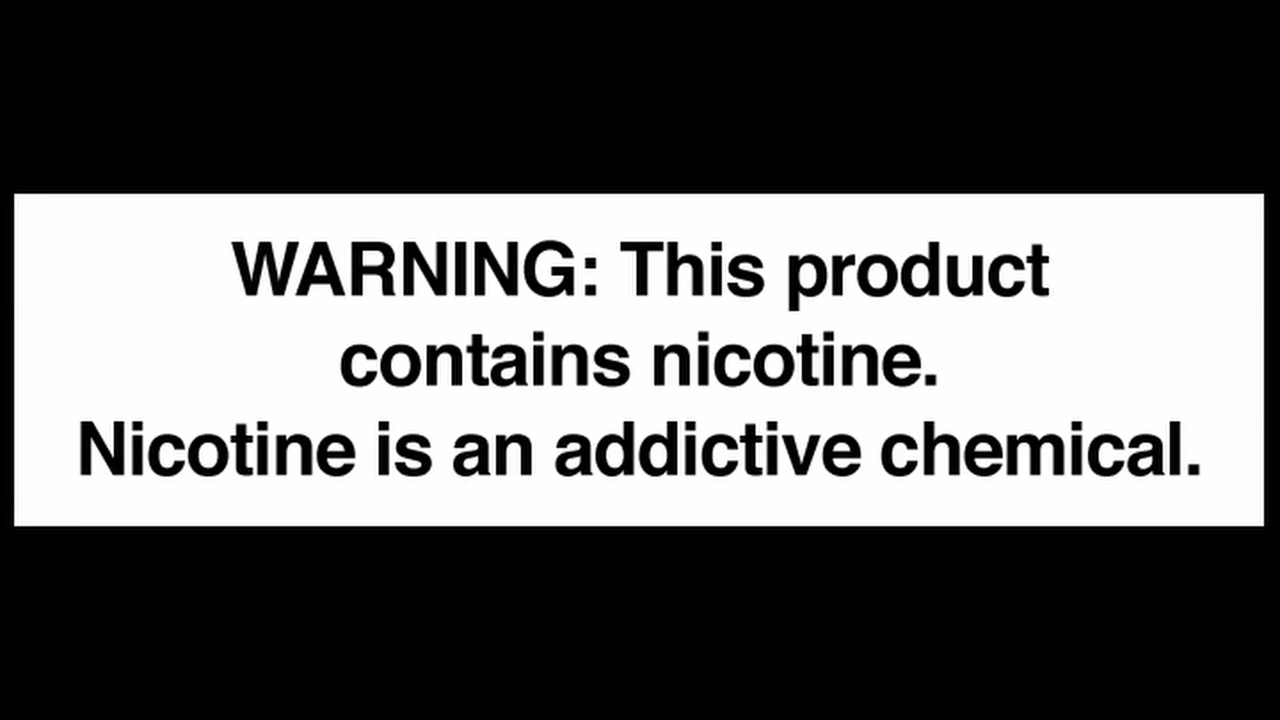 WARNING: This product
contains nicotine.
Nicotine is an addictive chemical.